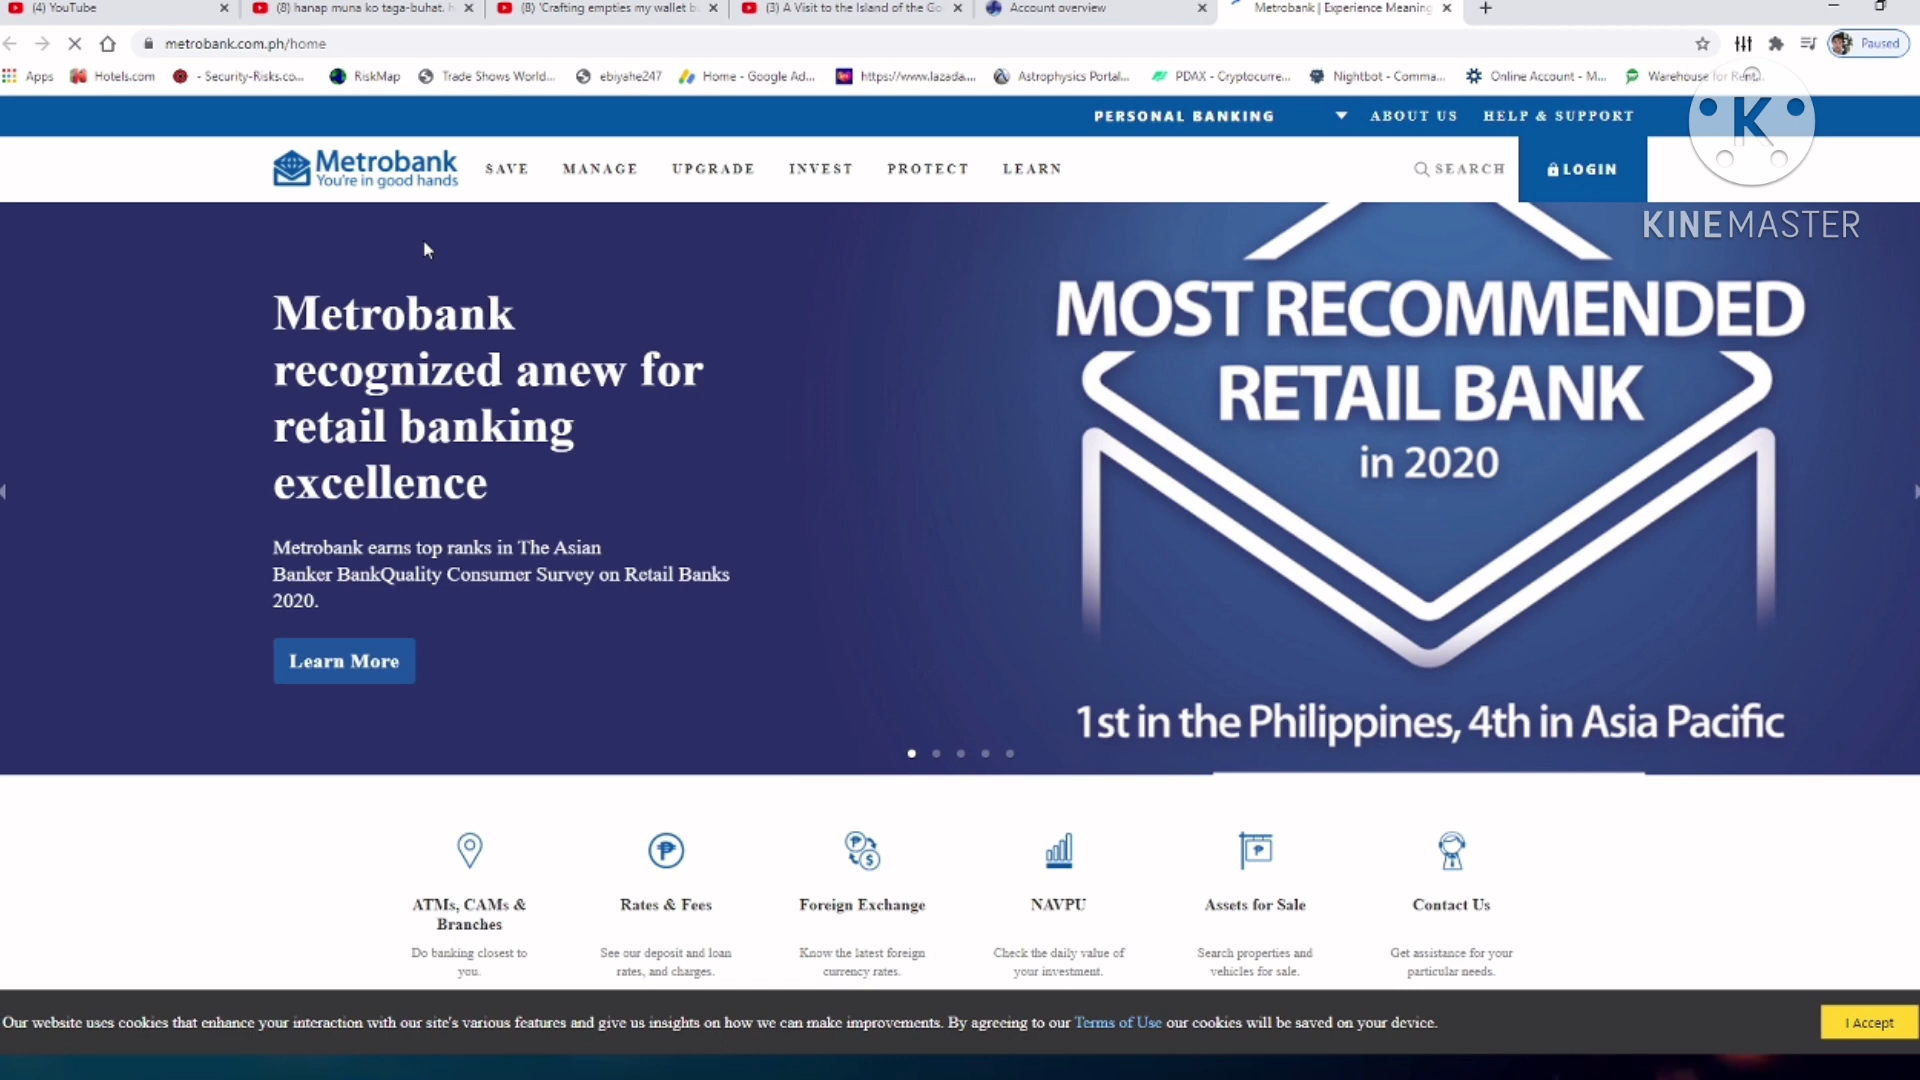 (4) YouTube
(8) hanap muna ko taga-buhat. h
(8) 'Crafting empties my wallet b
(3) A Visit to the Island of the Go
Account overview
Metrobank | Experience Meaning
metrobank.com.ph/home
Paused
Apps
Hotels.com
- Security-Risks.co...
RiskMap
Trade Shows World...
ebiyahe247
Home - Google Ad...
https://www.lazada....
Astrophysics Portal...
PDAX - Cryptocurre...
Nightbot - Comma...
Online Account - M...
Warehouse for Rent...
PERSONAL BANKING
ABOUT US
HELP & SUPPORT
K
KINEMASTER
Metrobank
You're in good hands
SAVE
MANAGE
UPGRADE
INVEST
PROTECT
LEARN
SEARCH
LOGIN
Metrobank
recognized anew for
retail banking
excellence
Metrobank earns top ranks in The Asian
Banker BankQuality Consumer Survey on Retail Banks
2020.
Learn More
MOST RECOMMENDED
RETAIL BANK
in 2020
1st in the Philippines, 4th in Asia Pacific
ATMs, CAMs &
Branches
Do banking closest to
you.
Rates & Fees
See our deposit and loan
rates, and charges.
Foreign Exchange
Know the latest foreign
currency rates.
NAVPU
Check the daily value of
your investment.
Assets for Sale
Search properties and
vehicles for sale.
Contact Us
Get assistance for your
particular needs.
Our website uses cookies that enhance your interaction with our site's various features and give us insights on how we can make improvements. By agreeing to our Terms of Use our cookies will be saved on your device.
I Accept